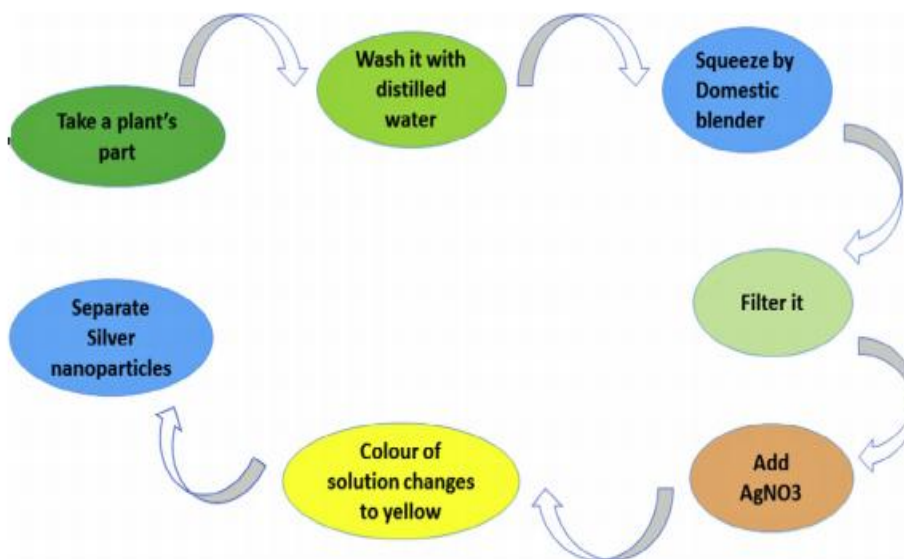 Take a plant's
part
Wash it with
distilled
water
Squeeze by
Domestic
blender
Filter it
Add
AgNO3
Colour of
solution changes
to yellow
Separate
Silver
nanoparticles